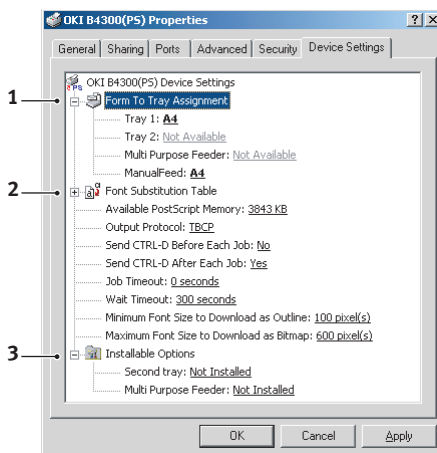 OKI B4300(PS) Properties
General Sharing Ports Advanced Security Device Settings
OKI B4300(PS) Device Settings
1 Form To Tray Assignment
Tray 1: A4
Tray 2: Not Available
Multi Purpose Feeder: Not Available
ManualFeed: A4
2 Font Substitution Table
Available PostScript Memory: 3843 KB
Output Protocol: TBCP
Send CTRL-D Before Each Job: No
Send CTRL-D After Each Job: Yes
Job Timeout: 0 seconds
Wait Timeout: 300 seconds
Minimum Font Size to Download as Outline: 100 pixel(s)
Maximum Font Size to Download as Bitmap: 600 pixel(s)
3 Installable Options
Second tray: Not Installed
Multi Purpose Feeder: Not Installed
OK Cancel Apply